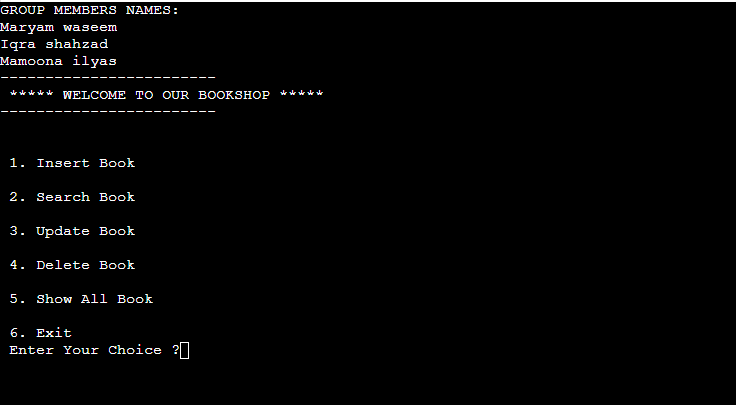 GROUP MEMBERS NAMES:
Maryam waseem
Iqra shahzad
Mamoona ilyas
------------------------
***** WELCOME TO OUR BOOKSHOP *****
------------------------
1. Insert Book
2. Search Book
3. Update Book
4. Delete Book
5. Show All Book
6. Exit
Enter Your Choice ?